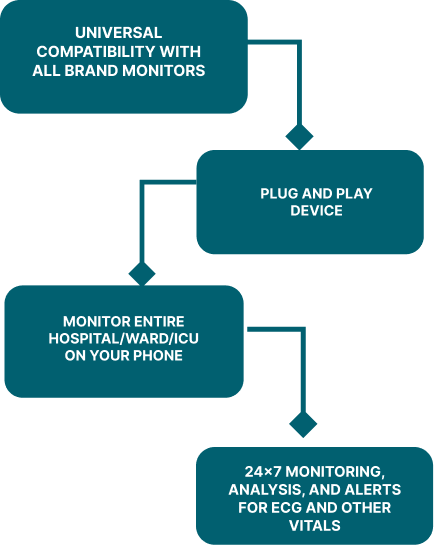 UNIVERSAL
COMPATIBILITY WITH
ALL BRAND MONITORS
PLUG AND PLAY
DEVICE
MONITOR ENTIRE
HOSPITAL/WARD/ICU
ON YOUR PHONE
24×7 MONITORING,
ANALYSIS, AND ALERTS
FOR ECG AND OTHER
VITALS